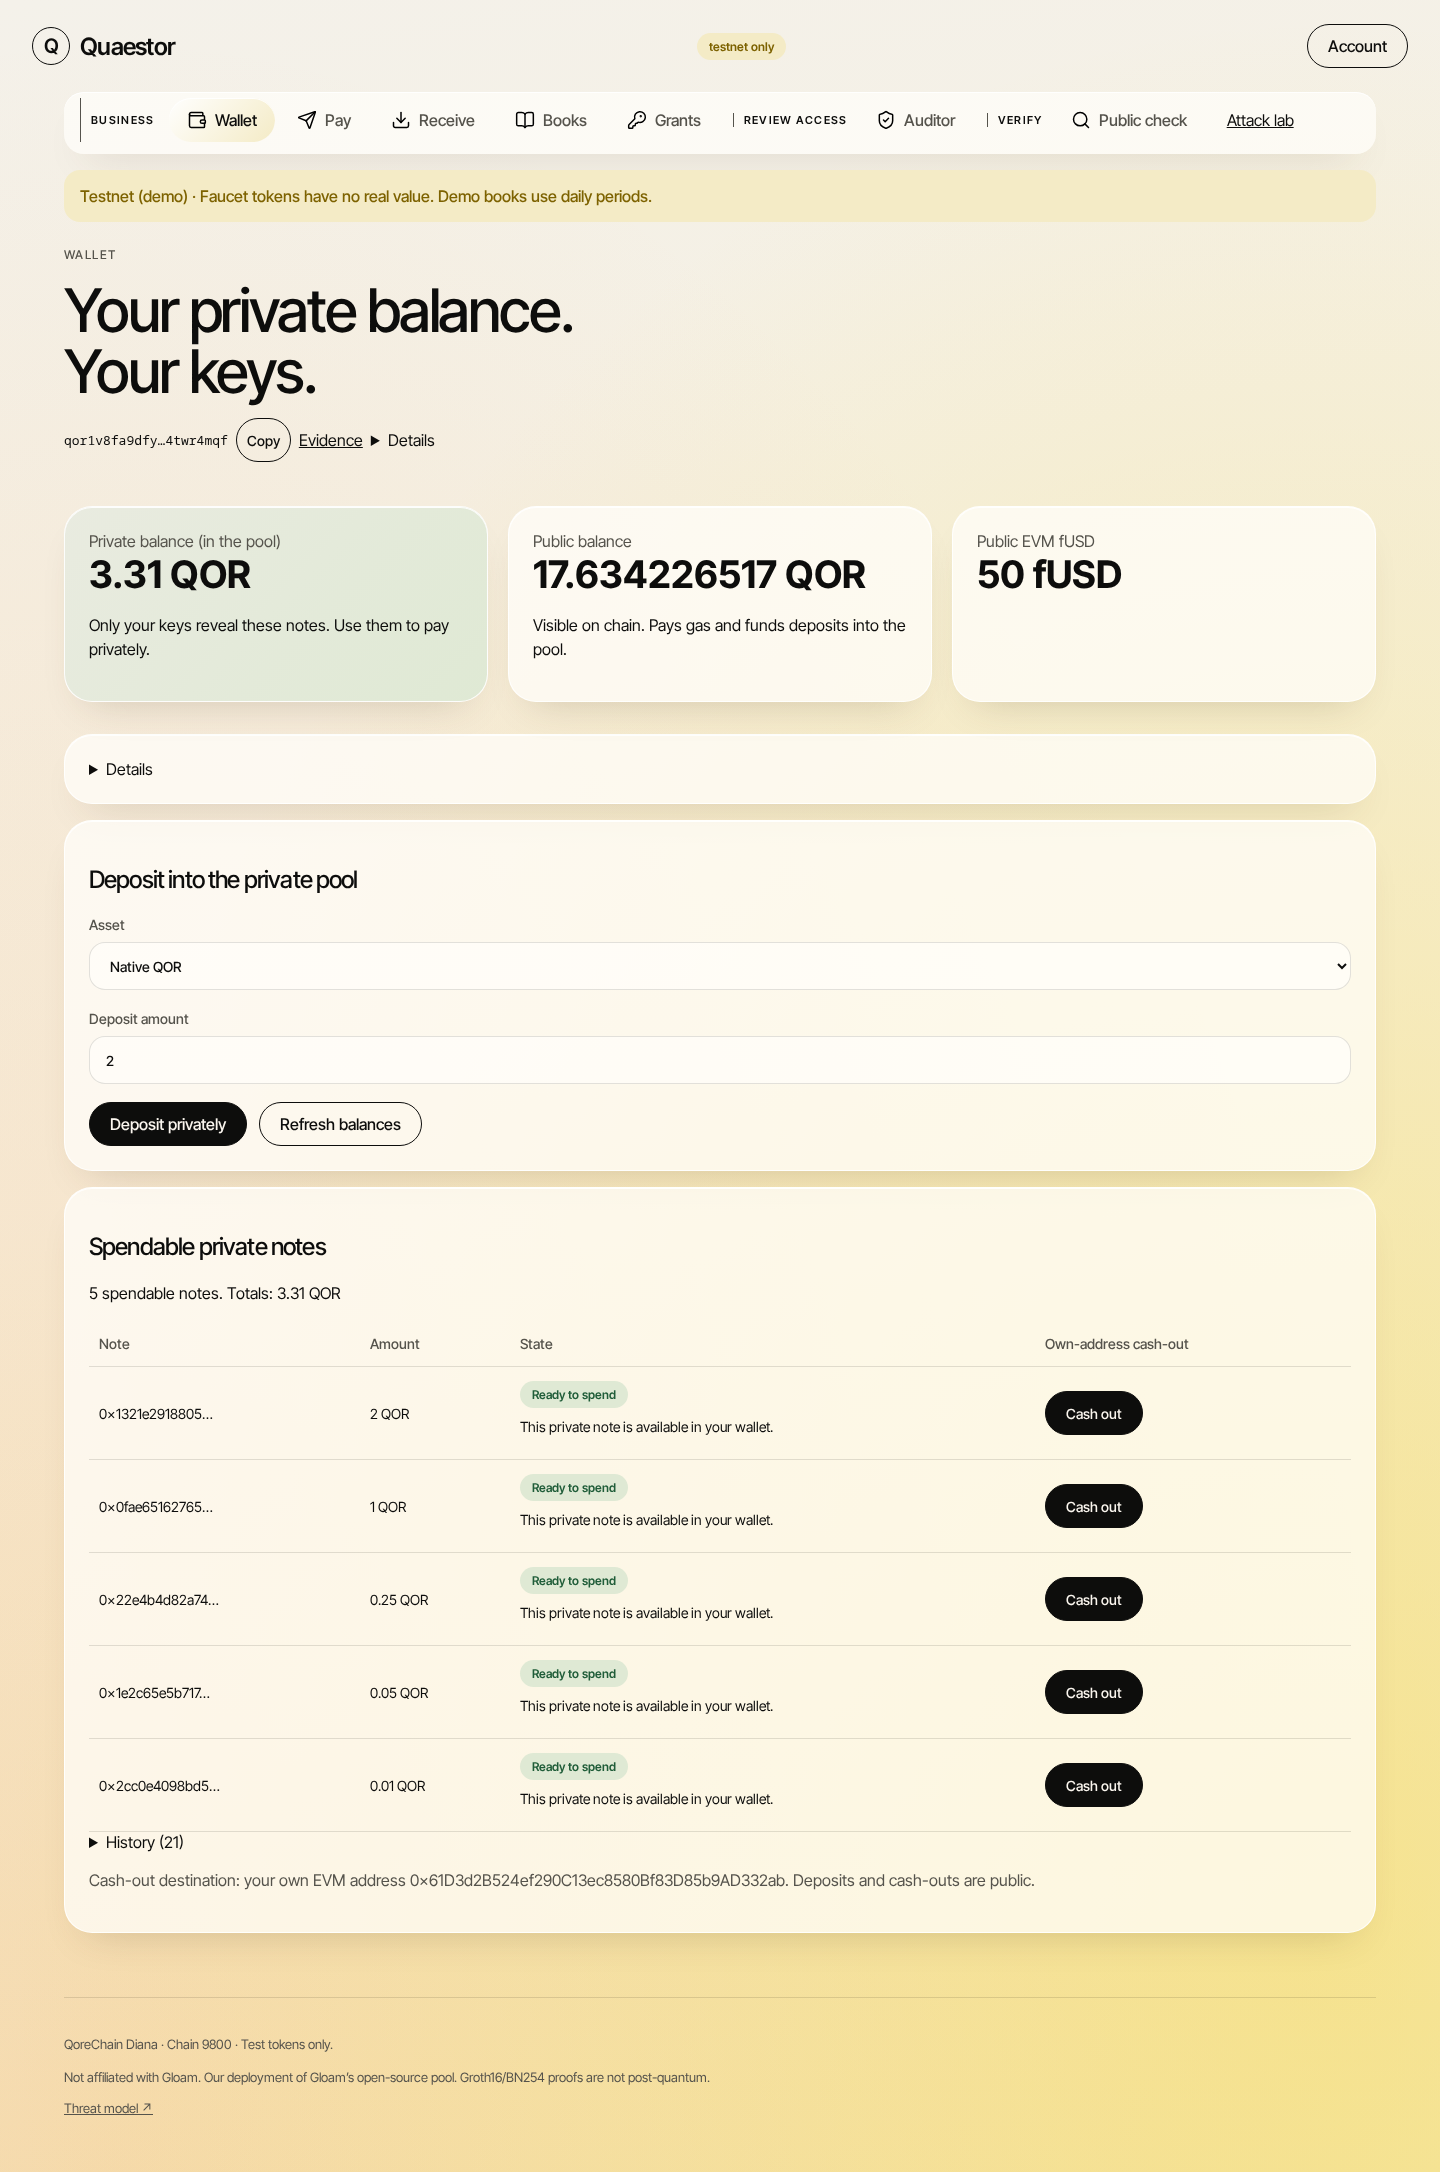 Q Quaestor
testnet only
Account
BUSINESS Wallet Pay Receive Books Grants REVIEW ACCESS Auditor VERIFY Public check Attack lab
Testnet (demo) · Faucet tokens have no real value. Demo books use daily periods.
WALLET
Your private balance.
Your keys.
qor1v8fa9dfy…4twr4mqf Copy Evidence ▶ Details
Private balance (in the pool)
3.31 QOR
Only your keys reveal these notes. Use them to pay
privately.
Public balance
17.634226517 QOR
Visible on chain. Pays gas and funds deposits into the
pool.
Public EVM fUSD
50 fUSD
▶ Details
Deposit into the private pool
Asset
Native QOR
Deposit amount
2
Deposit privately Refresh balances
Spendable private notes
5 spendable notes. Totals: 3.31 QOR
Note Amount State Own-address cash-out
0×1321e2918805… 2 QOR Ready to spend Cash out
This private note is available in your wallet.
0×0fae65162765… 1 QOR Ready to spend Cash out
This private note is available in your wallet.
0×22e4b4d82a74… 0.25 QOR Ready to spend Cash out
This private note is available in your wallet.
0×1e2c65e5b717… 0.05 QOR Ready to spend Cash out
This private note is available in your wallet.
0×2cc0e4098bd5… 0.01 QOR Ready to spend Cash out
This private note is available in your wallet.
▶ History (21)
Cash-out destination: your own EVM address 0×61D3d2B524ef290C13ec8580Bf83D85b9AD332ab. Deposits and cash-outs are public.
QoreChain Diana · Chain 9800 · Test tokens only.
Not affiliated with Gloam. Our deployment of Gloam's open-source pool. Groth16/BN254 proofs are not post-quantum.
Threat model ↗